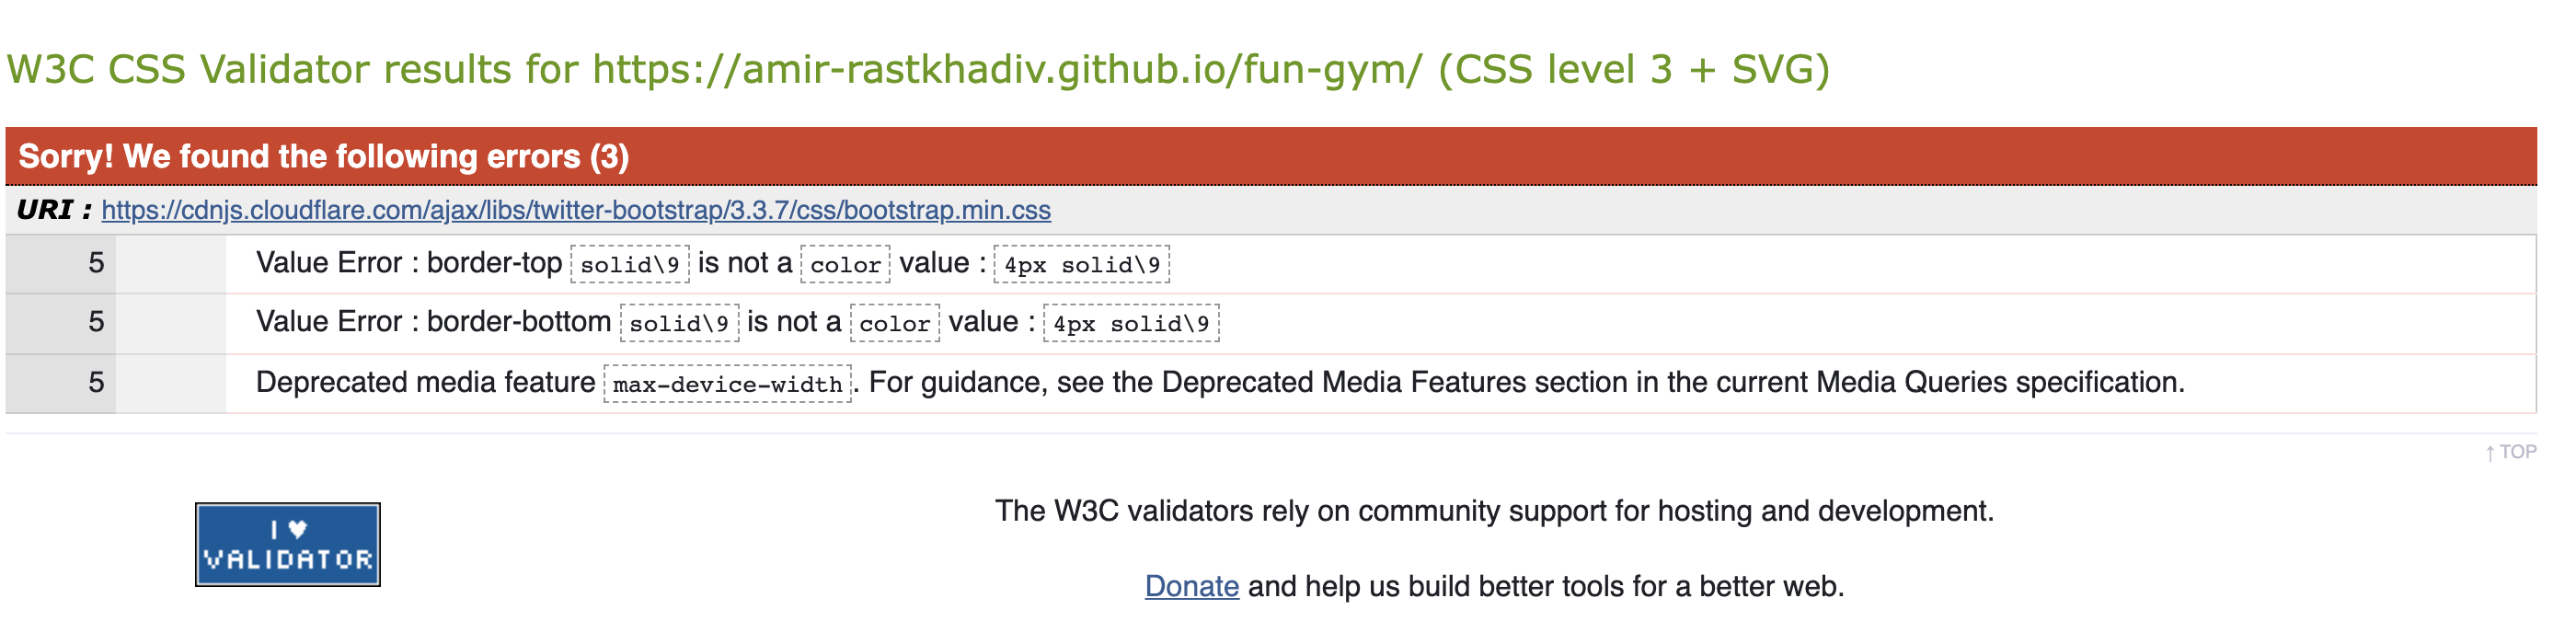 W3C CSS Validator results for https://amir-rastkhadiv.github.io/fun-gym/ (CSS level 3 + SVG)
Sorry! We found the following errors (3)
URI : https://cdnjs.cloudflare.com/ajax/libs/twitter-bootstrap/3.3.7/css/bootstrap.min.css
5 Value Error : border-top solid\9 is not a color value : 4px solid\9
5 Value Error : border-bottom solid\9 is not a color value : 4px solid\9
5 Deprecated media feature max-device-width. For guidance, see the Deprecated Media Features section in the current Media Queries specification.
↑ TOP
I ♥
VALIDATOR
The W3C validators rely on community support for hosting and development.
Donate and help us build better tools for a better web.